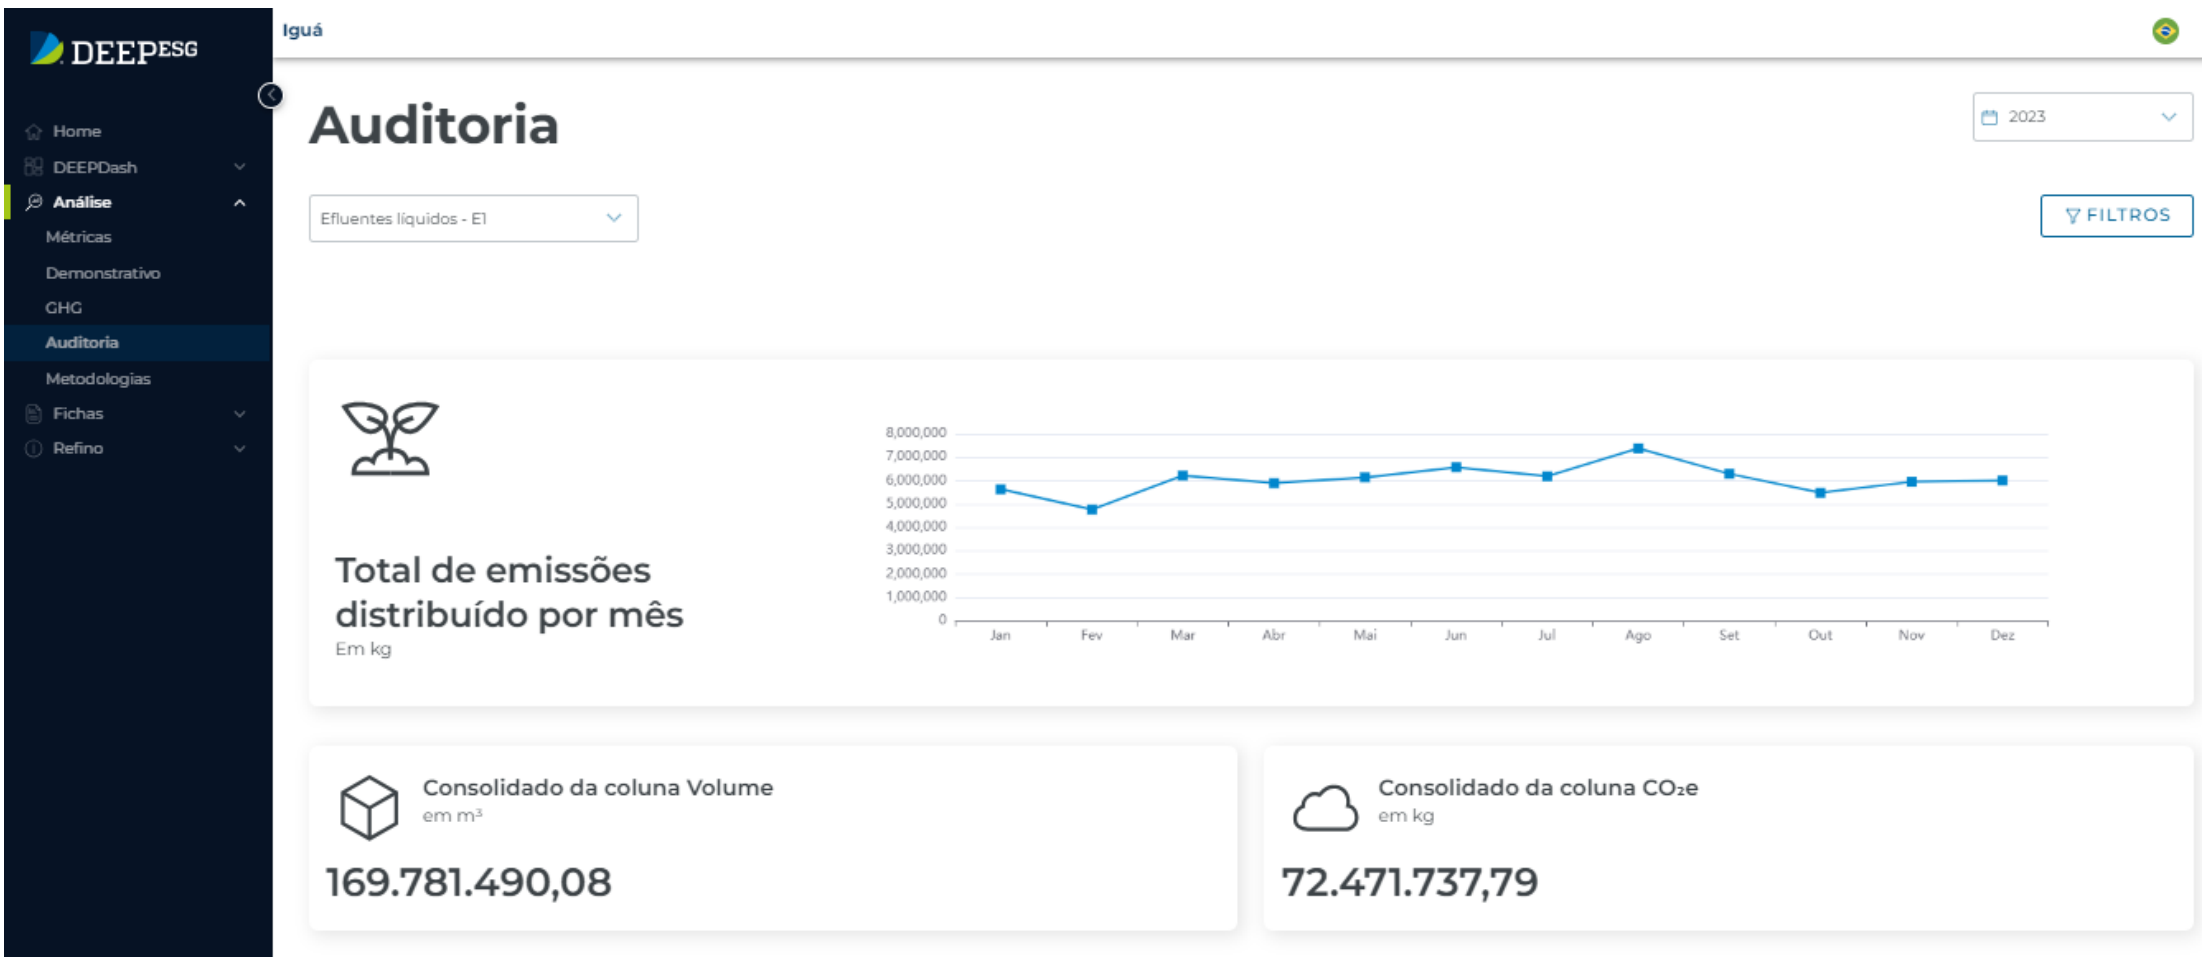 DEEPESG
Iguá
Home
DEEPDash
Análise
Métricas
Demonstrativo
GHG
Auditoria
Metodologias
Fichas
Refino
Auditoria
2023
Efluentes líquidos - E1
FILTROS
Total de emissões
distribuído por mês
Em kg
8,000,000
7,000,000
6,000,000
5,000,000
4,000,000
3,000,000
2,000,000
1,000,000
0
Jan Fev Mar Abr Mai Jun Jul Ago Set Out Nov Dez
Consolidado da coluna Volume
em m³
169.781.490,08
Consolidado da coluna CO₂e
em kg
72.471.737,79